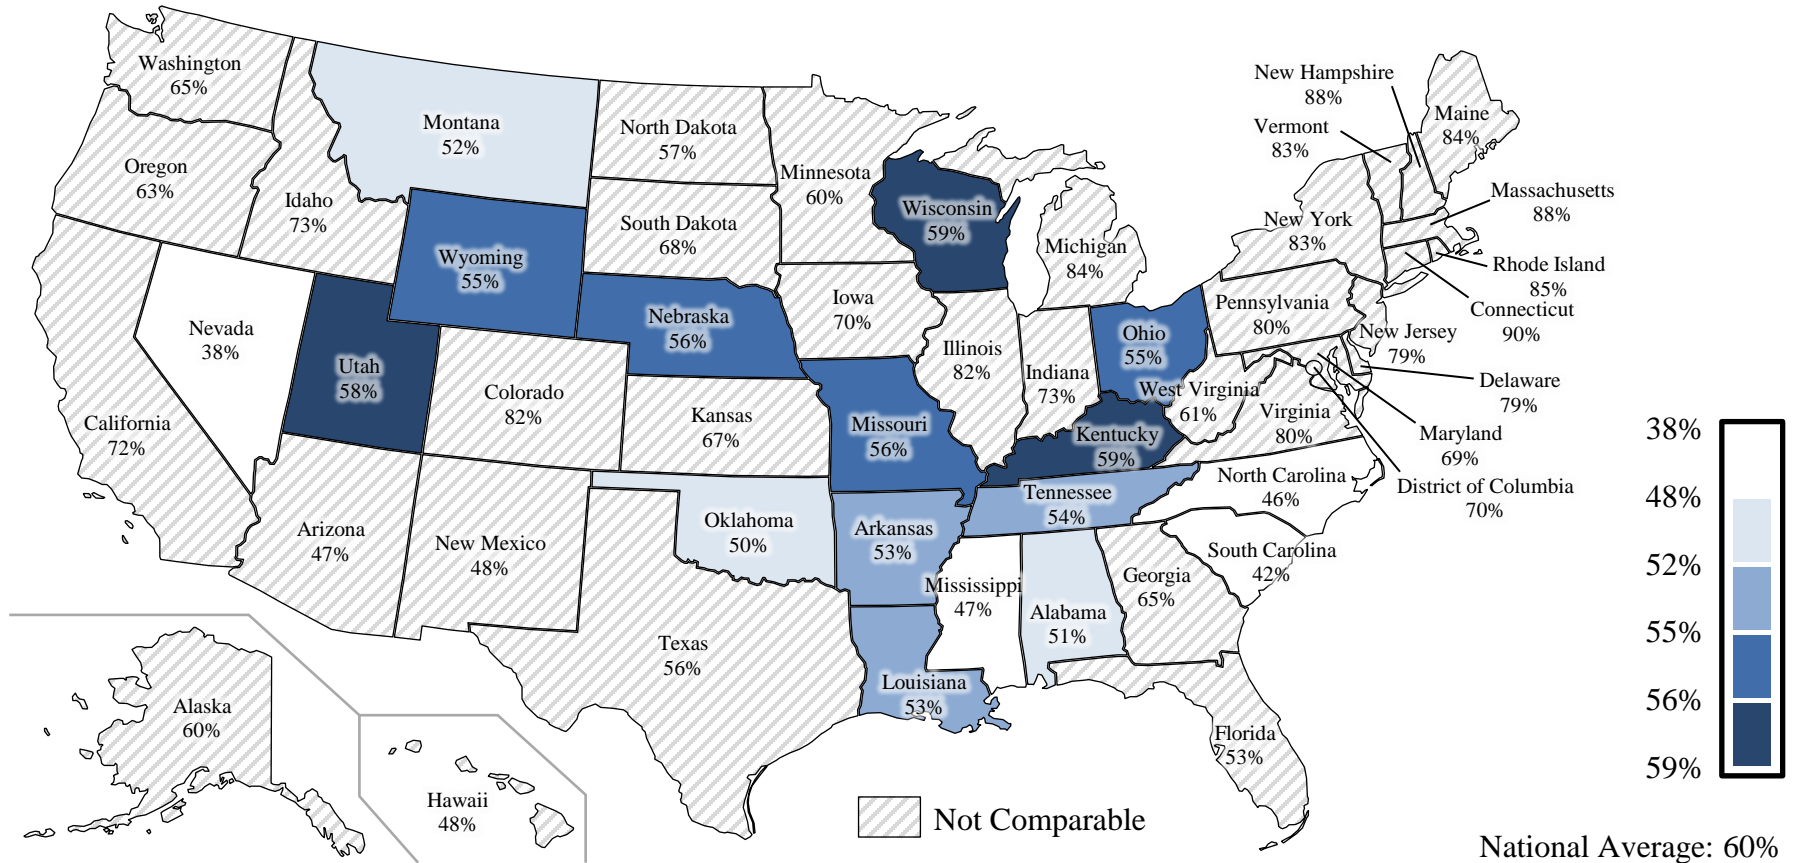 Washington
65%
Oregon
63%
California
72%
Nevada
38%
Idaho
73%
Montana
52%
Wyoming
55%
Utah
58%
Arizona
47%
Colorado
82%
New Mexico
48%
North Dakota
57%
South Dakota
68%
Nebraska
56%
Kansas
67%
Oklahoma
50%
Texas
56%
Minnesota
60%
Iowa
70%
Missouri
56%
Arkansas
53%
Louisiana
53%
Wisconsin
59%
Illinois
82%
Michigan
84%
Indiana
73%
Ohio
55%
Kentucky
59%
Tennessee
54%
Mississippi
47%
Alabama
51%
Georgia
65%
Florida
53%
South Carolina
42%
North Carolina
46%
West Virginia
61%
Virginia
80%
Pennsylvania
80%
New York
83%
New Hampshire
88%
Vermont
83%
Maine
84%
Massachusetts
88%
Rhode Island
85%
Connecticut
90%
New Jersey
79%
Delaware
79%
Maryland
69%
District of Columbia
70%
Alaska
60%
Hawaii
48%
Not Comparable
38%
48%
52%
55%
56%
59%
National Average: 60%